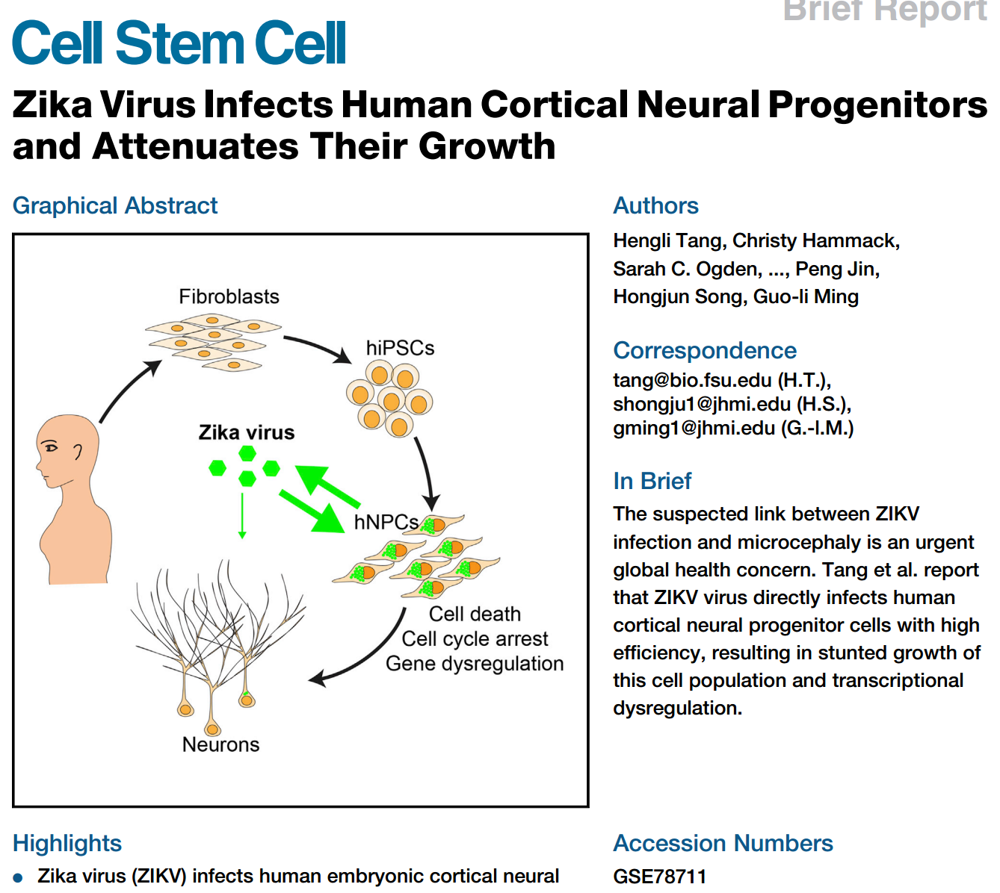 Brief Report
Cell Stem Cell
Zika Virus Infects Human Cortical Neural Progenitors
and Attenuates Their Growth
Graphical Abstract
Fibroblasts
hiPSCs
Zika virus
hNPCs
Cell death
Cell cycle arrest
Gene dysregulation
Neurons
Authors
Hengli Tang, Christy Hammack,
Sarah C. Ogden, ..., Peng Jin,
Hongjun Song, Guo-li Ming
Correspondence
tang@bio.fsu.edu (H.T.),
shongju1@jhmi.edu (H.S.),
gming1@jhmi.edu (G.-l.M.)
In Brief
The suspected link between ZIKV
infection and microcephaly is an urgent
global health concern. Tang et al. report
that ZIKV virus directly infects human
cortical neural progenitor cells with high
efficiency, resulting in stunted growth of
this cell population and transcriptional
dysregulation.
Highlights
• Zika virus (ZIKV) infects human embryonic cortical neural
Accession Numbers
GSE78711